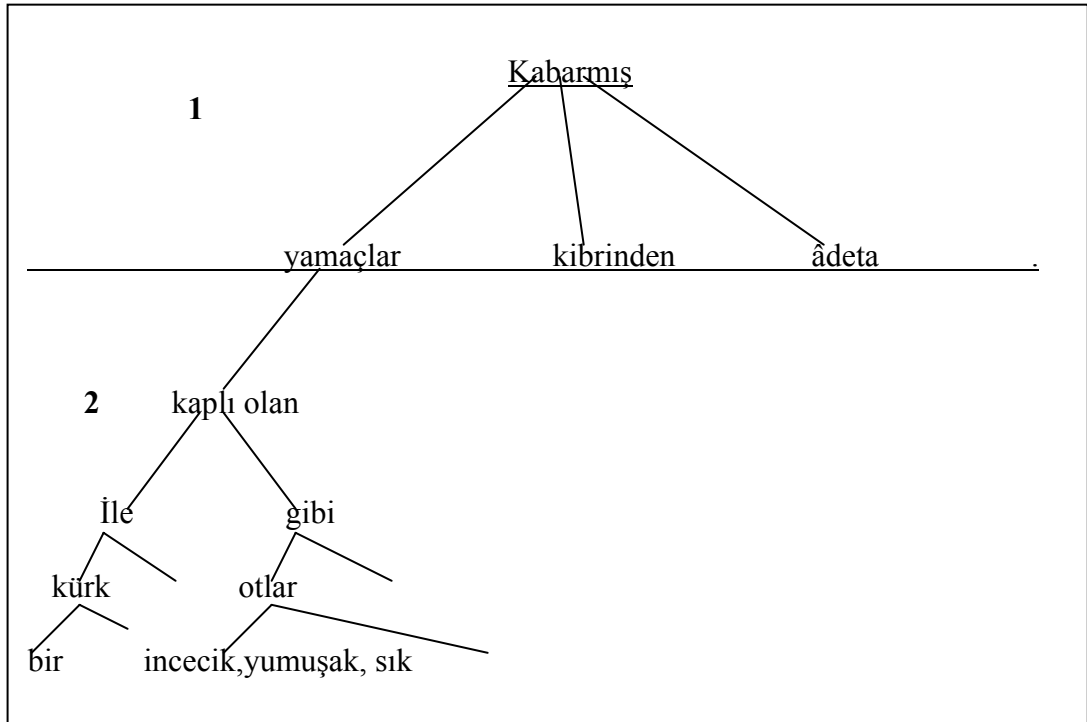 Kabarmış
1
yamaçlar kibrinden âdeta .
2 kaplı olan
İle gibi
kürk otlar
bir incecik,yumuşak, sık